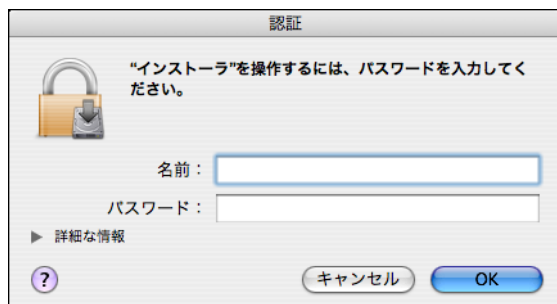 認証
“インストーラ”を操作するには、パスワードを入力してく
ださい。
名前：
パスワード：
詳細な情報
?
キャンセル
OK